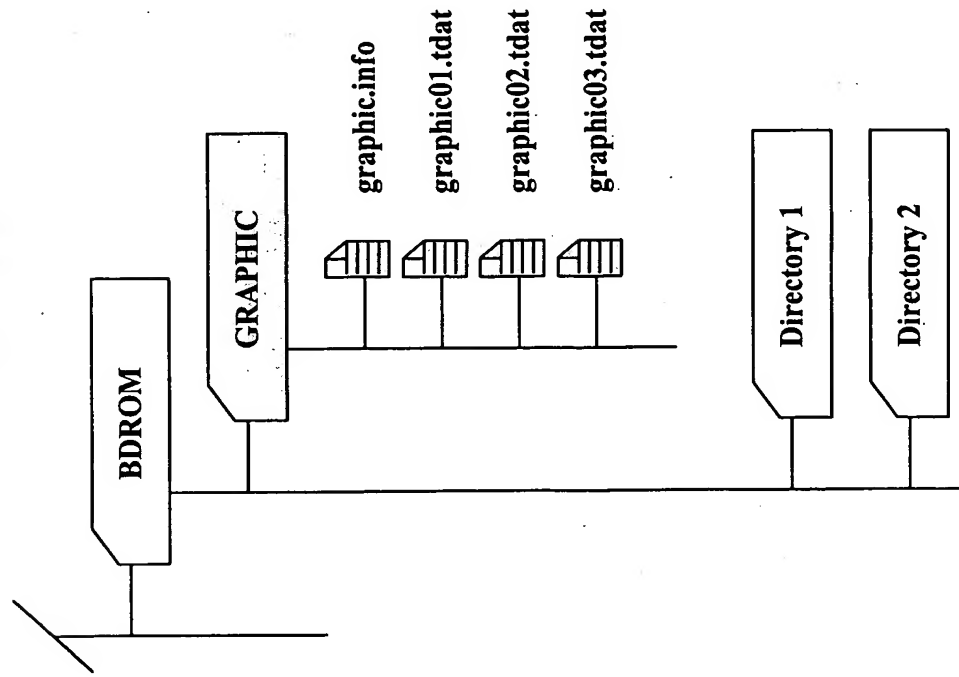 BDROM
GRAPHIC
graphic.info
graphic01.tdat
graphic02.tdat
graphic03.tdat
Directory 1
Directory 2